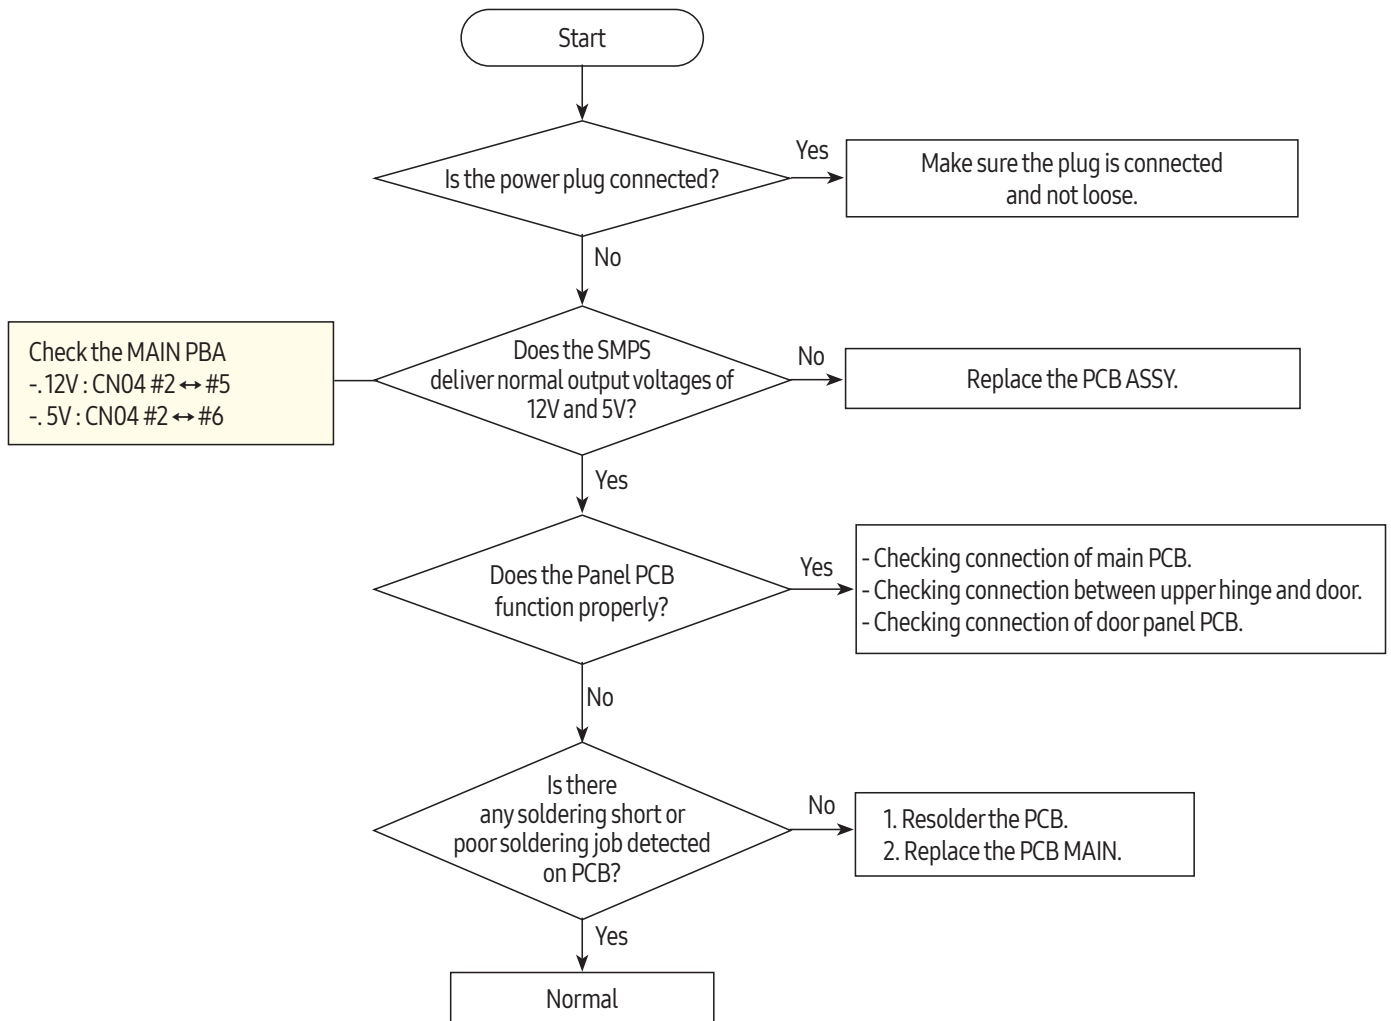 Start
Is the power plug connected?
Yes
Make sure the plug is connected
and not loose.
No
Check the MAIN PBA
-. 12V : CN04 #2 ↔ #5
-. 5V : CN04 #2 ↔ #6
Does the SMPS
deliver normal output voltages of
12V and 5V?
No
Replace the PCB ASSY.
Yes
Does the Panel PCB
function properly?
Yes
- Checking connection of main PCB.
- Checking connection between upper hinge and door.
- Checking connection of door panel PCB.
No
Is there
any soldering short or
poor soldering job detected
on PCB?
No
1. Resolder the PCB.
2. Replace the PCB MAIN.
Yes
Normal